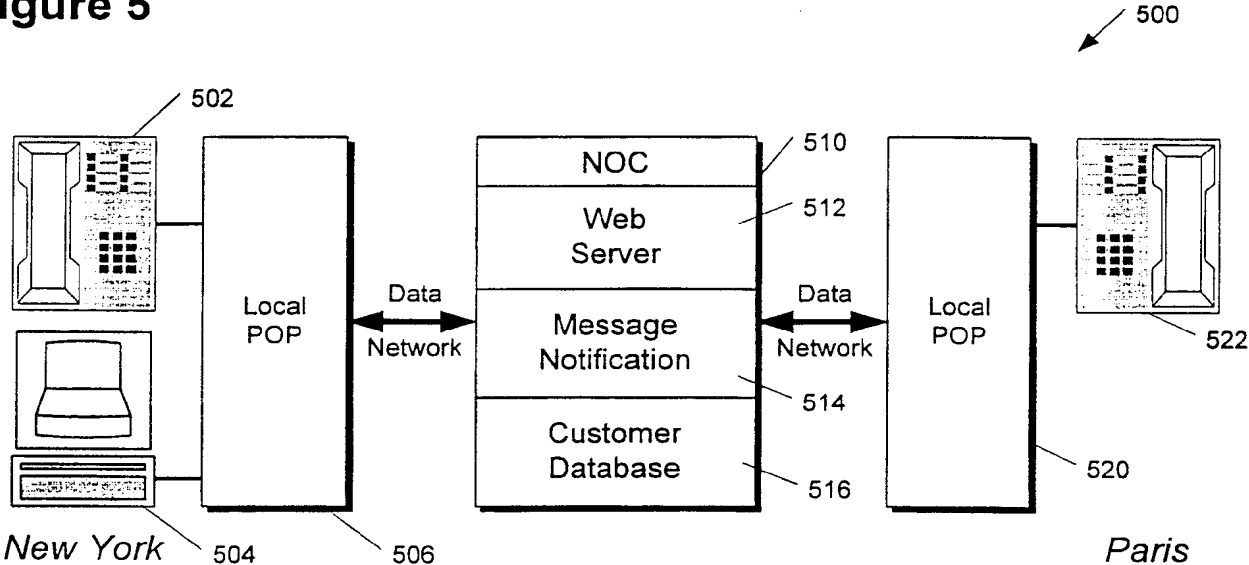 Figure 5
500
502
NOC
510
Web
Server
512
Local
POP
Data
Network
Message
Notification
514
Data
Network
Local
POP
522
Customer
Database
516
520
New York
504
506
Paris